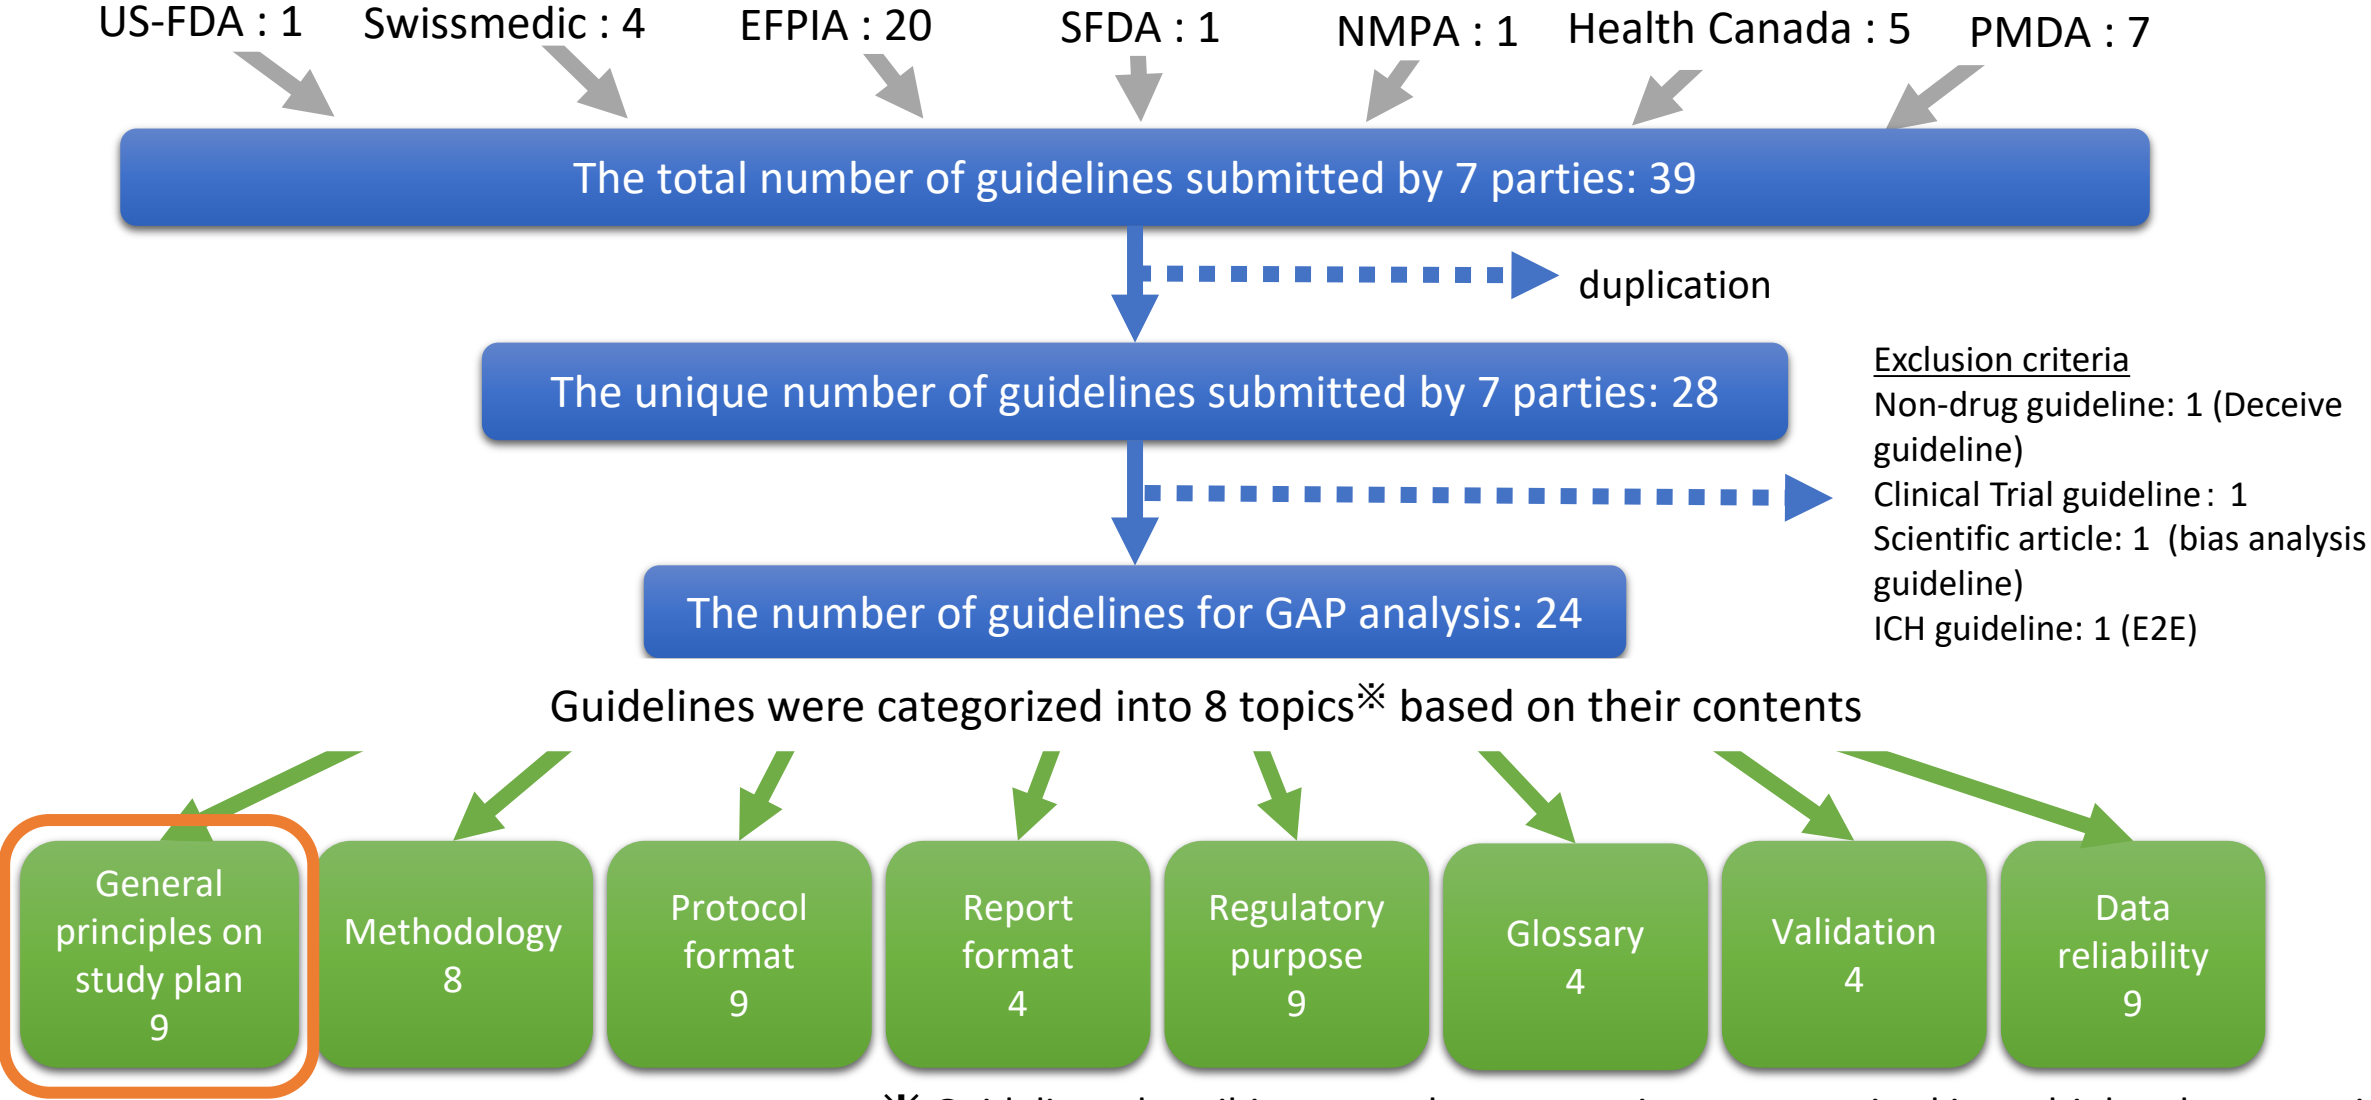 US-FDA : 1
Swissmedic : 4
EFPIA : 20
SFDA : 1
NMPA : 1
Health Canada : 5
PMDA : 7
The total number of guidelines submitted by 7 parties: 39
duplication
The unique number of guidelines submitted by 7 parties: 28
Exclusion criteria
Non-drug guideline: 1 (Deceive
guideline)
Clinical Trial guideline : 1
Scientific article: 1 (bias analysis
guideline)
ICH guideline: 1 (E2E)
The number of guidelines for GAP analysis: 24
Guidelines were categorized into 8 topics※ based on their contents
General
principles on
study plan
9
Methodology
8
Protocol
format
9
Report
format
4
Regulatory
purpose
9
Glossary
4
Validation
4
Data
reliability
9